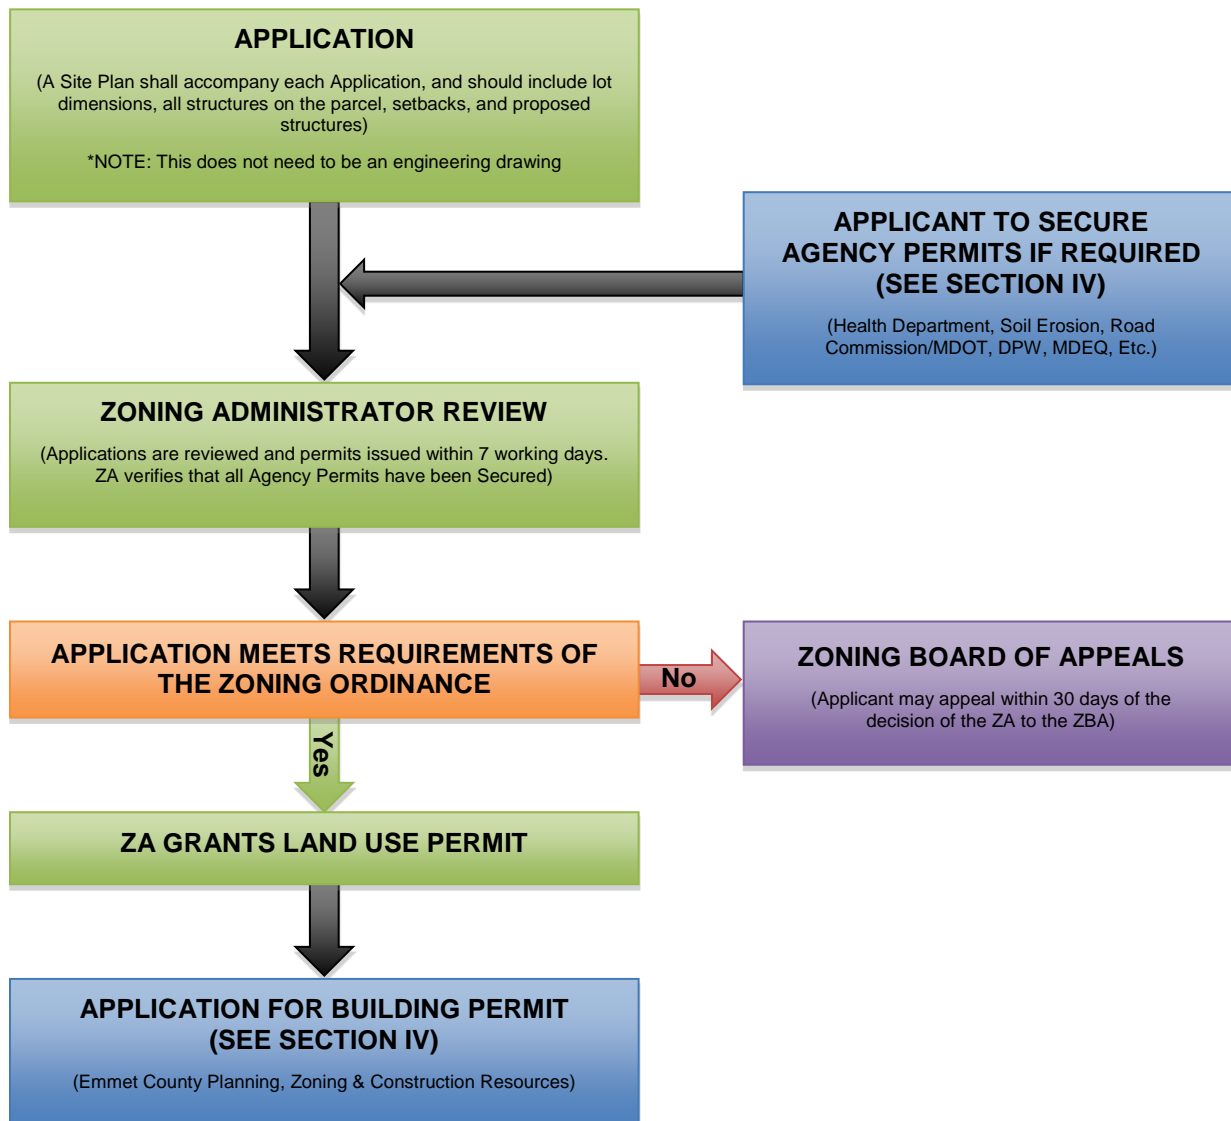 APPLICATION
(A Site Plan shall accompany each Application, and should include lot
dimensions, all structures on the parcel, setbacks, and proposed
structures)
*NOTE: This does not need to be an engineering drawing
APPLICANT TO SECURE
AGENCY PERMITS IF REQUIRED
(SEE SECTION IV)
(Health Department, Soil Erosion, Road
Commission/MDOT, DPW, MDEQ, Etc.)
ZONING ADMINISTRATOR REVIEW
(Applications are reviewed and permits issued within 7 working days.
ZA verifies that all Agency Permits have been Secured)
APPLICATION MEETS REQUIREMENTS OF
THE ZONING ORDINANCE
No
ZONING BOARD OF APPEALS
(Applicant may appeal within 30 days of the
decision of the ZA to the ZBA)
Yes
ZA GRANTS LAND USE PERMIT
APPLICATION FOR BUILDING PERMIT
(SEE SECTION IV)
(Emmet County Planning, Zoning & Construction Resources)